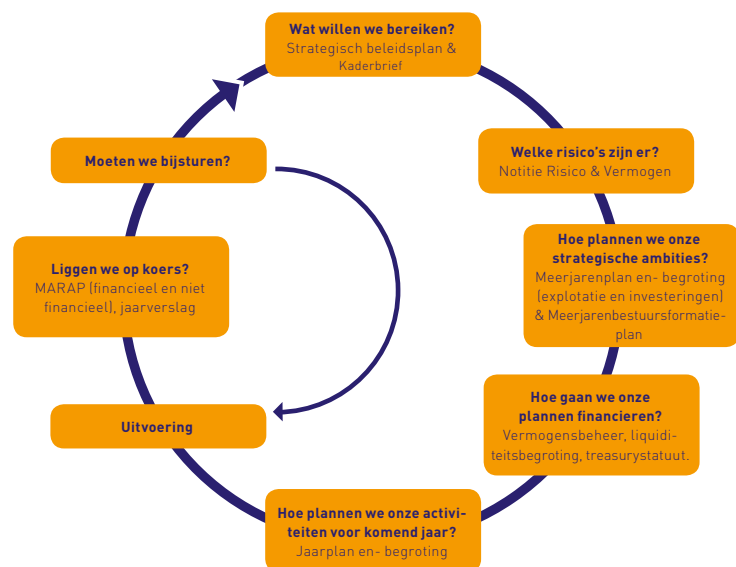 Wat willen we bereiken?
Strategisch beleidsplan &
Kaderbrief
Welke risico's zijn er?
Notitie Risico & Vermogen
Hoe plannen we onze
strategische ambities?
Meerjarenplan en- begroting
(explotatie en investeringen)
& Meerjarenbestuursformatie-
plan
Hoe gaan we onze
plannen financieren?
Vermogensbeheer, liquidi-
teitsbegroting, treasurystatuut.
Hoe plannen we onze activi-
teiten voor komend jaar?
Jaarplan en- begroting
Uitvoering
Liggen we op koers?
MARAP (financieel en niet
financieel), jaarverslag
Moeten we bijsturen?